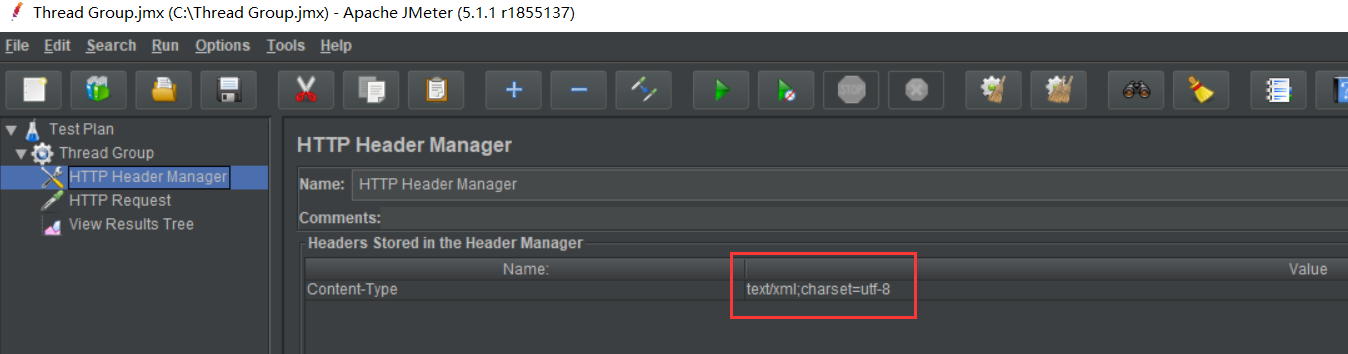 Thread Group.jmx (C:\Thread Group.jmx) - Apache JMeter (5.1.1 r1855137)
File Edit Search Run Options Tools Help
STOP
Test Plan
Thread Group
HTTP Header Manager
HTTP Request
View Results Tree
HTTP Header Manager
Name: HTTP Header Manager
Comments:
Headers Stored in the Header Manager
Name: Value
Content-Type text/xml;charset=utf-8